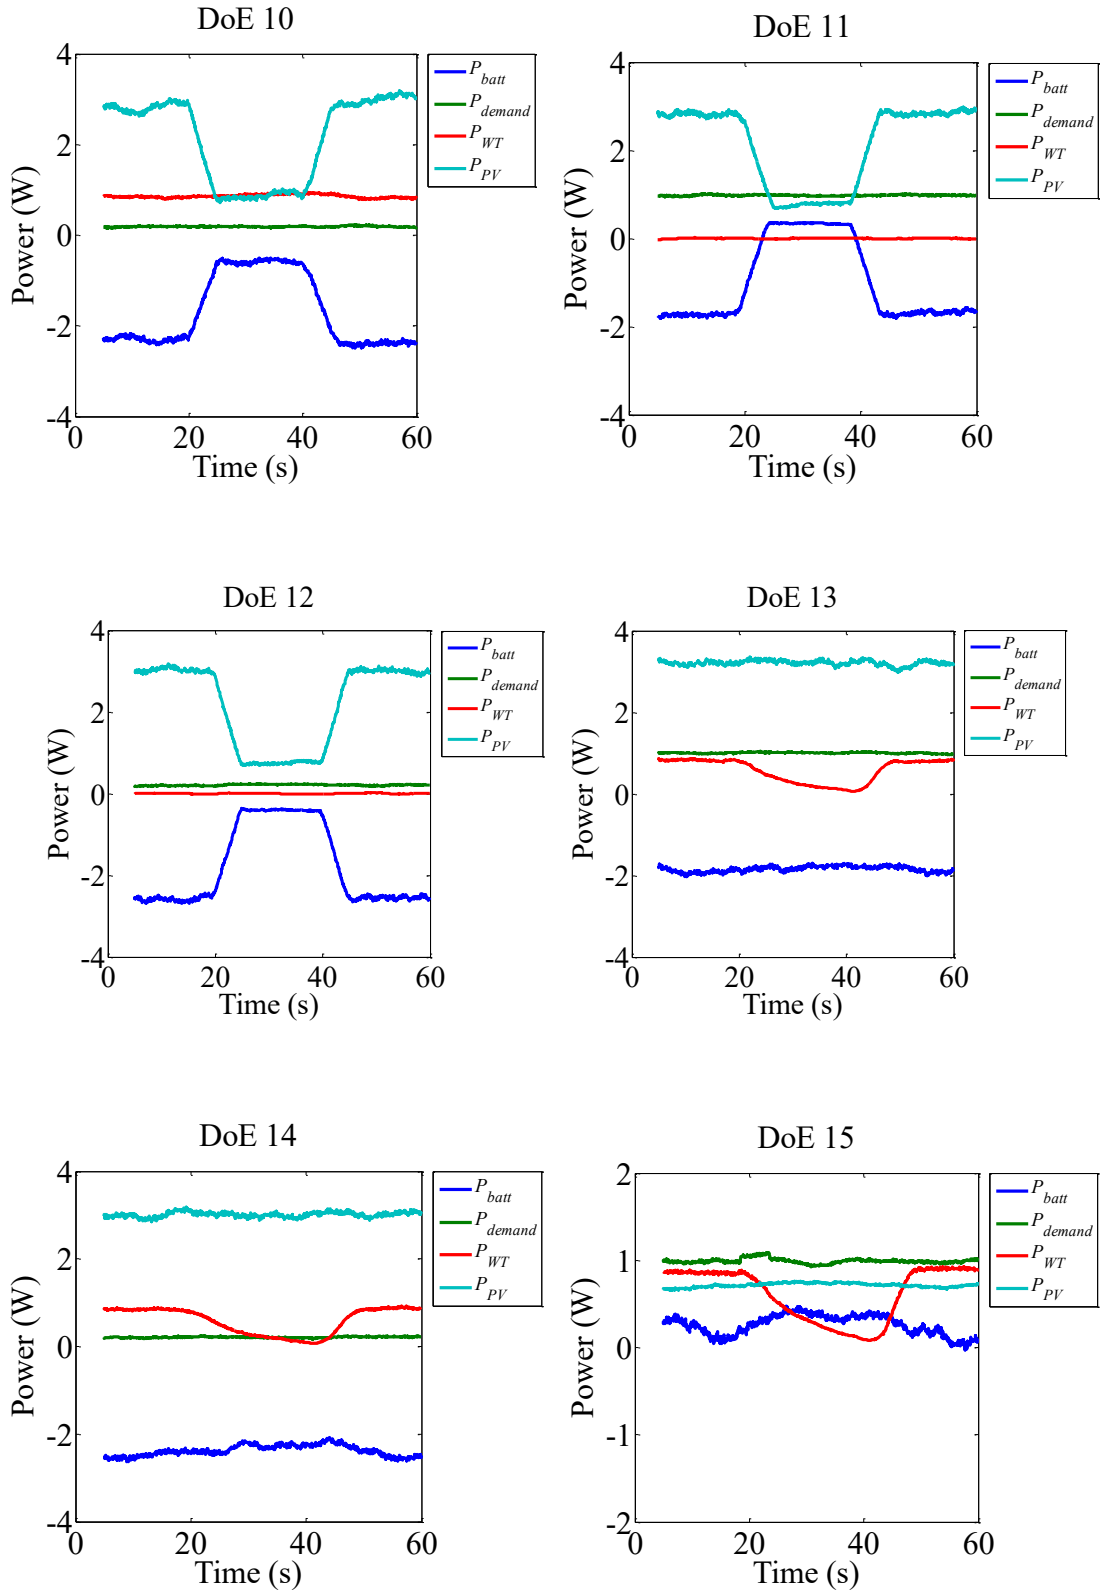 DoE 10
4
2
0
-2
-4
0
20
40
60
Power (W)
Time (s)
P batt
P demand
P WT
P PV
DoE 11
4
2
0
-2
-4
0
20
40
60
Power (W)
Time (s)
P batt
P demand
P WT
P PV
DoE 12
4
2
0
-2
-4
0
20
40
60
Power (W)
Time (s)
P batt
P demand
P WT
P PV
DoE 13
4
2
0
-2
-4
0
20
40
60
Power (W)
Time (s)
P batt
P demand
P WT
P PV
DoE 14
4
2
0
-2
-4
0
20
40
60
Power (W)
Time (s)
P batt
P demand
P WT
P PV
DoE 15
2
1
0
-1
-2
0
20
40
60
Power (W)
Time (s)
P batt
P demand
P WT
P PV